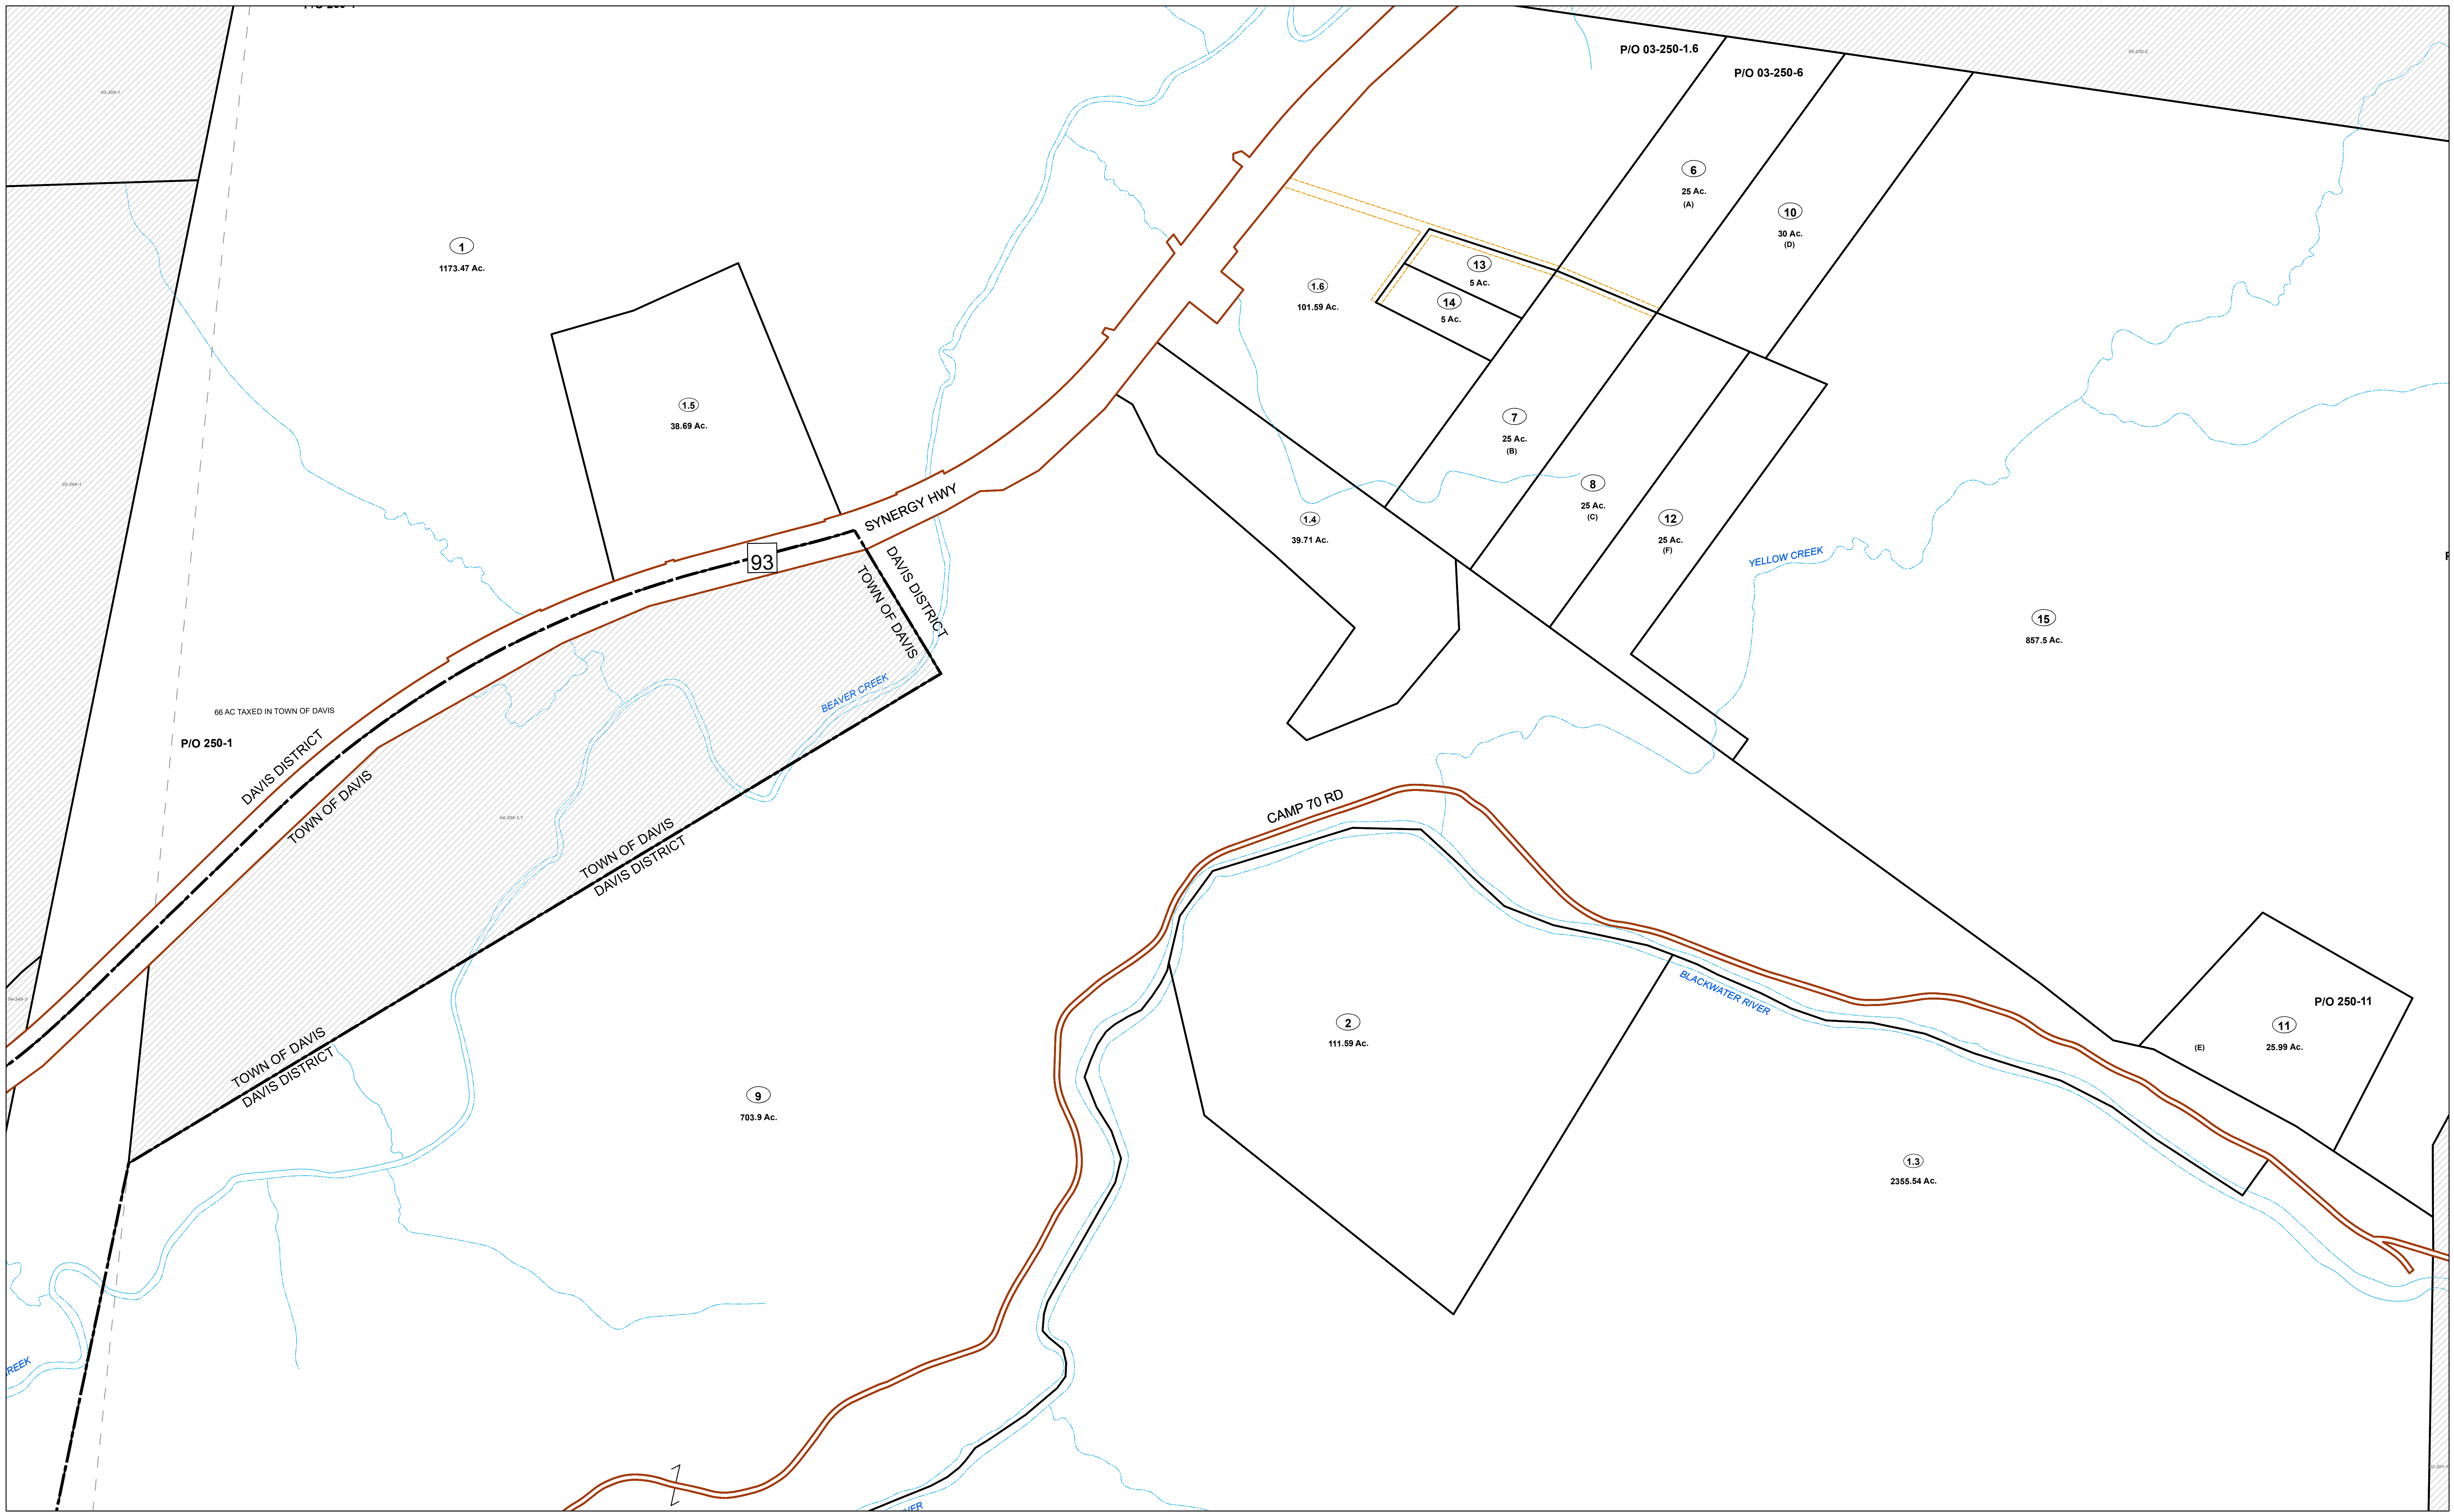 P/O 03-250-1.6
03-250-2
P/O 03-250-6
6
25 Ac.
(A)
10
30 Ac.
(D)
1
1173.47 Ac.
13
5 Ac.
14
5 Ac.
1.6
101.59 Ac.
1.5
38.69 Ac.
7
25 Ac.
(B)
8
25 Ac.
(C)
12
25 Ac.
(F)
1.4
39.71 Ac.
SYNERGY HWY
93
DAVIS DISTRICT
TOWN OF DAVIS
YELLOW CREEK
15
857.5 Ac.
BEAVER CREEK
66 AC TAXED IN TOWN OF DAVIS
P/O 250-1
DAVIS DISTRICT
TOWN OF DAVIS
TOWN OF DAVIS
DAVIS DISTRICT
CAMP 70 RD
BLACKWATER RIVER
P/O 250-11
11
25.99 Ac.
(E)
2
111.59 Ac.
TOWN OF DAVIS
DAVIS DISTRICT
9
703.9 Ac.
1.3
2355.54 Ac.